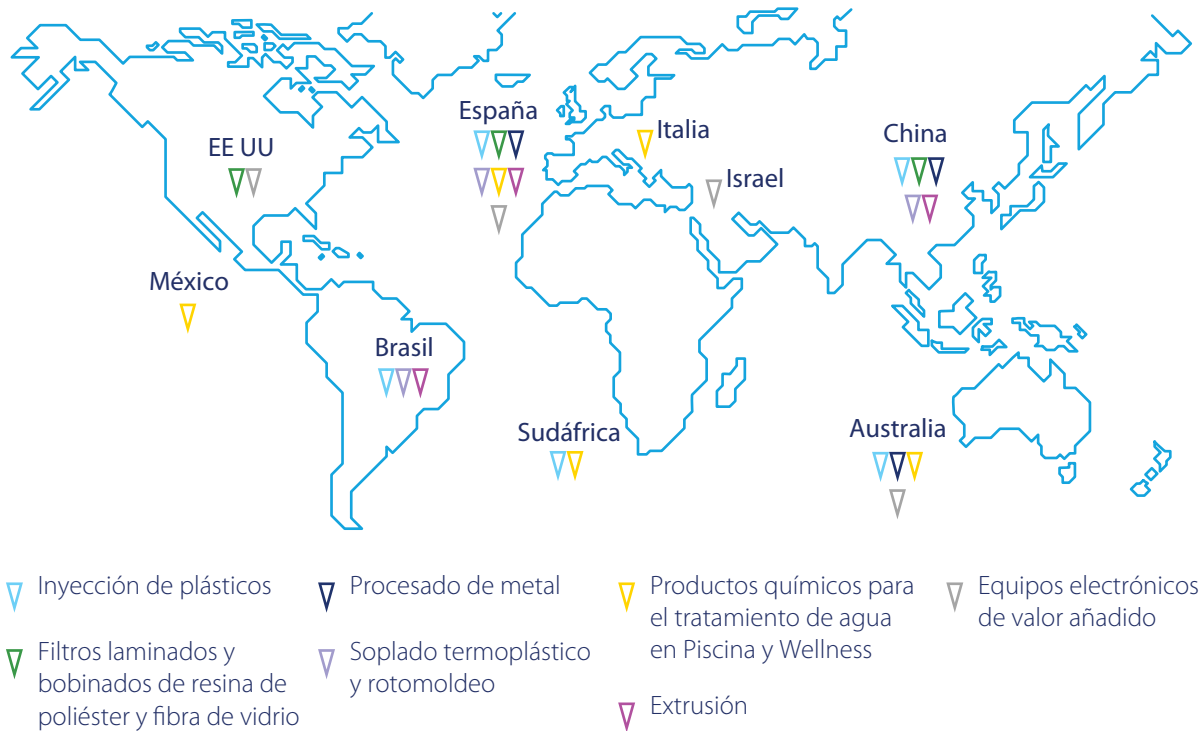 España
Italia
China
EE UU
Israel
México
Brasil
Sudáfrica
Australia
Inyección de plásticos
Filtros laminados y
bobinados de resina de
poliéster y fibra de vidrio
Procesado de metal
Soplado termoplástico
y rotomoldeo
Productos químicos para
el tratamiento de agua
en Piscina y Wellness
Extrusión
Equipos electrónicos
de valor añadido